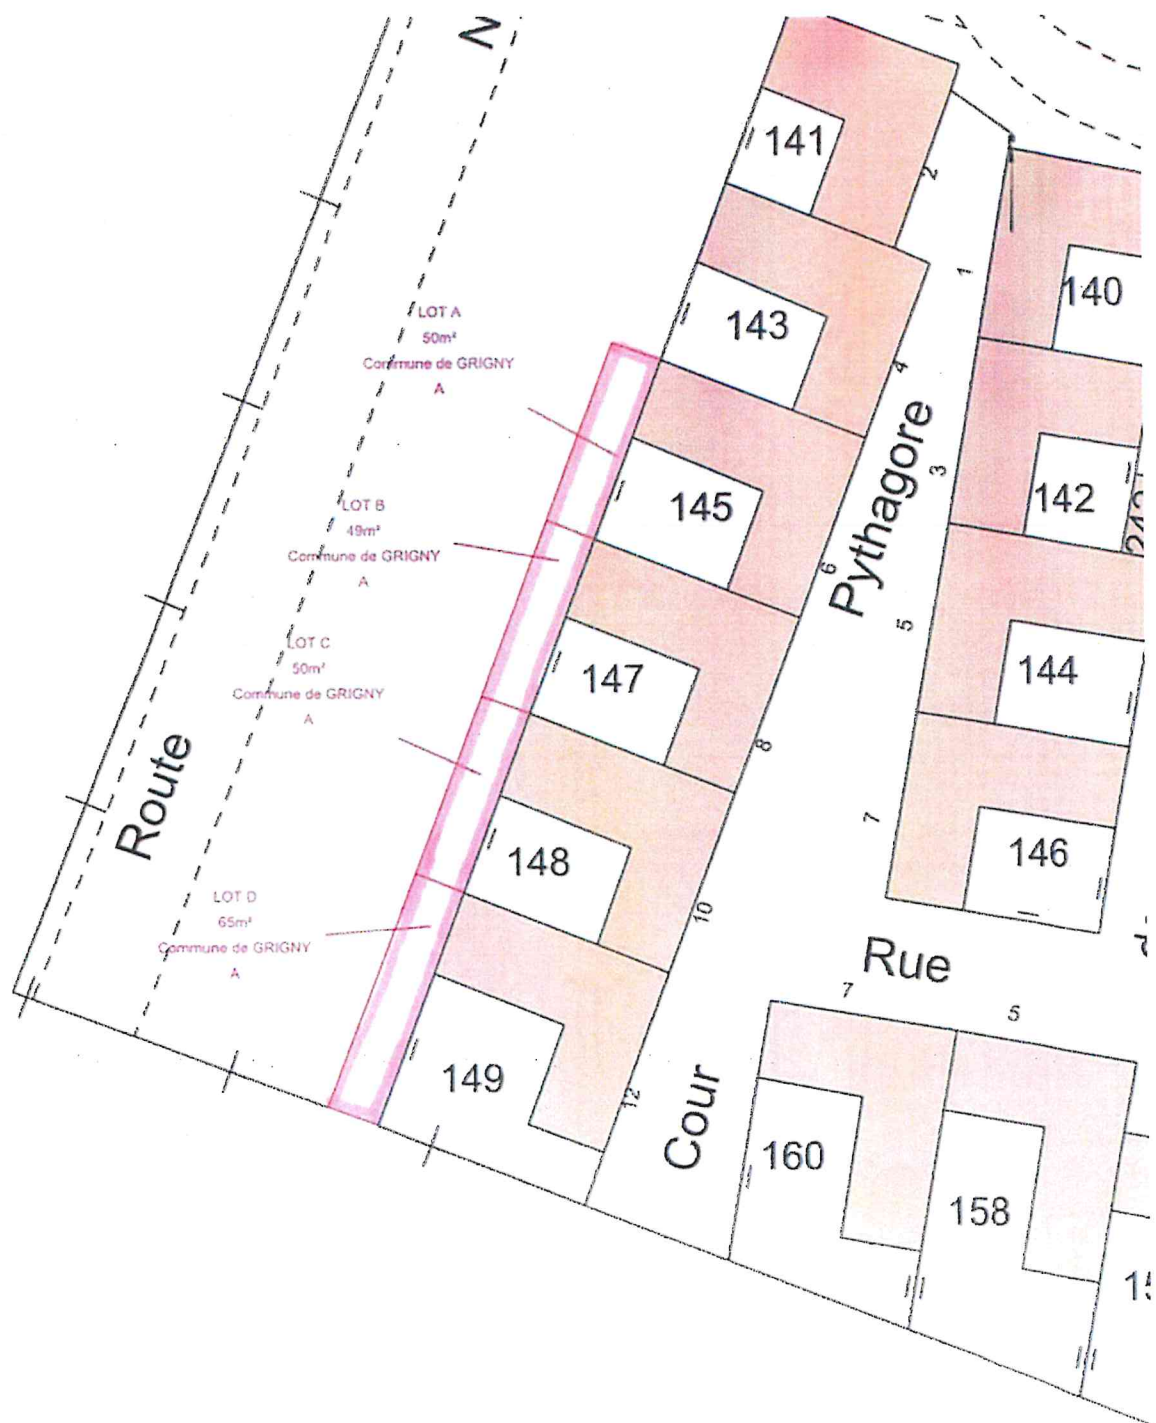 N
141
2
140
1
LOT A
50m²
Commune de GRIGNY
A
143
4
Pythagore
3
142
LOT B
49m²
Commune de GRIGNY
A
145
6
5
144
LOT C
50m²
Commune de GRIGNY
A
147
8
7
146
Route
148
10
LOT D
65m²
Commune de GRIGNY
A
Rue
7
5
149
12
Cour
160
158